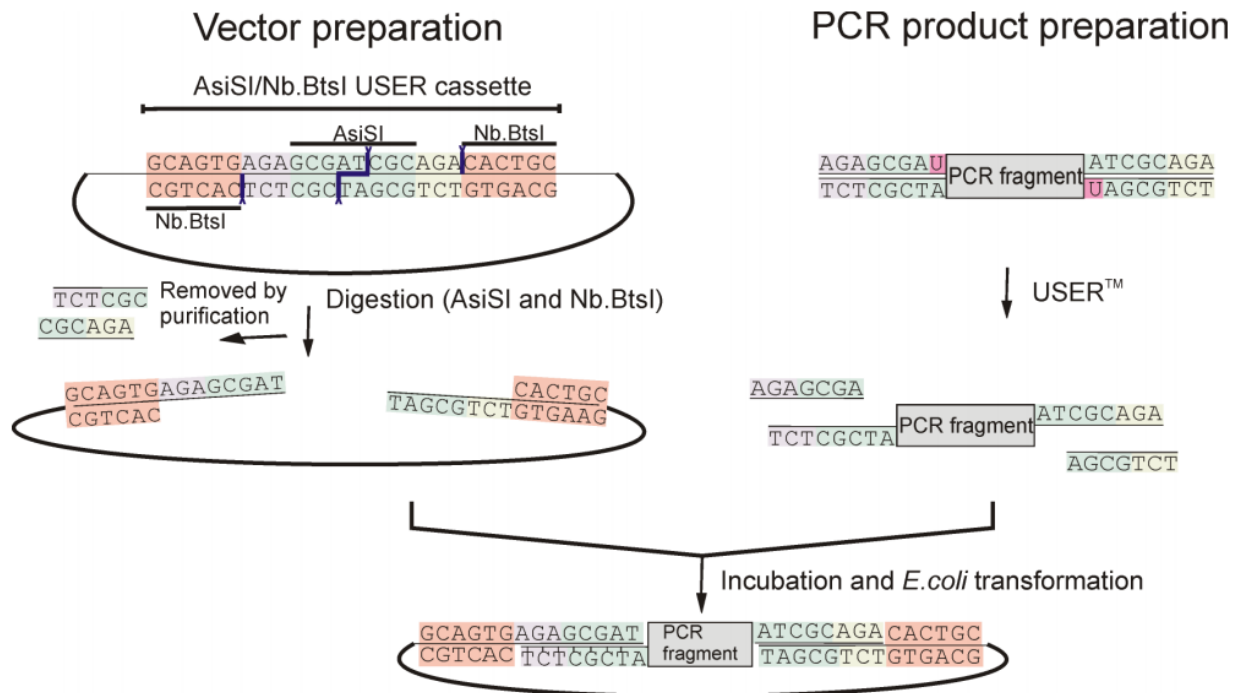 Vector preparation
PCR product preparation
AsiSI/Nb.BtsI USER cassette
AsiSI
Nb.BtsI
GCAGTGAGAGCGATCGCAGACACTGC
CGTCACTCTCGCTAGCGTCTGTGACG
Nb.BtsI
AGAGCGAU
PCR fragment
ATCGCAGA
TCTCGCTA
UAGCGTCT
TCTCGC
CGCAGA
Removed by
purification
Digestion (AsiSI and Nb.BtsI)
USER™
GCAGTGAGAGCGAT
CGTCAC
CACTGC
TAGCGTCTGTGAAG
AGAGCGA
TCTCGCTA
PCR fragment
ATCGCAGA
AGCGTCT
Incubation and E.coli transformation
GCAGTGAGAGCGAT
CGTCAC TCTCGCTA
PCR
fragment
ATCGCAGA CACTGC
TAGCGTCTGTGACG